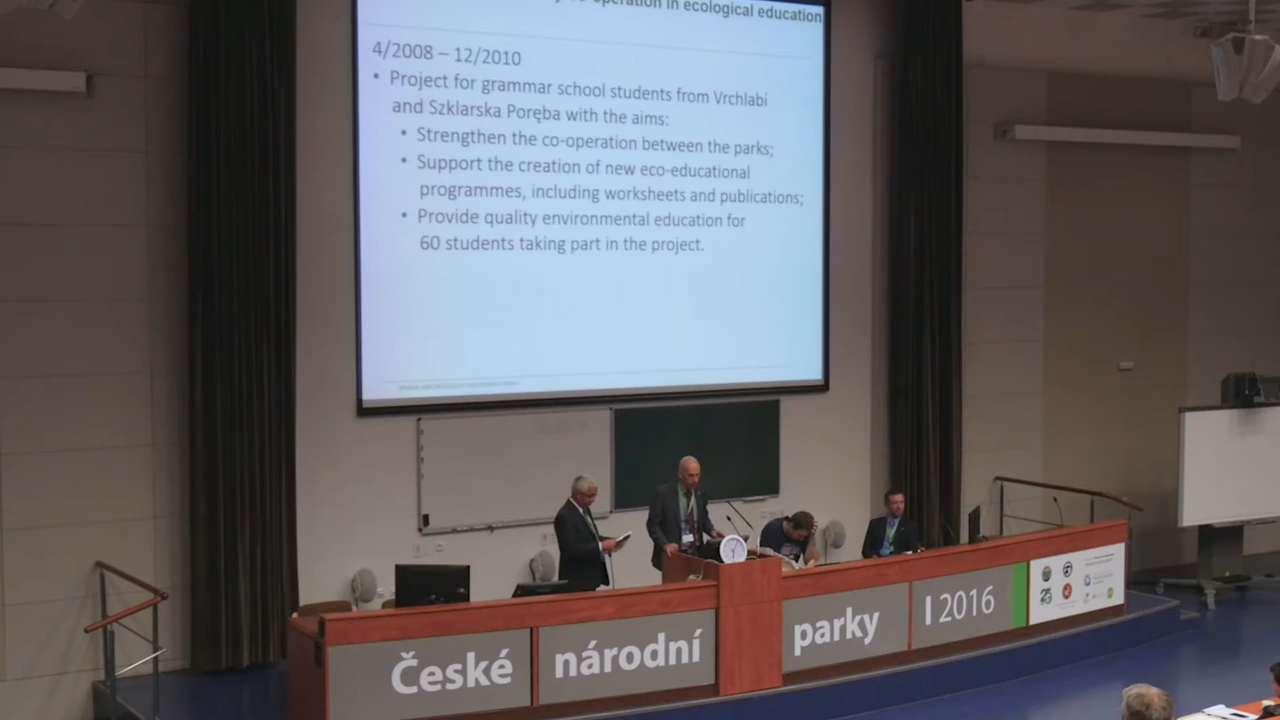 co-operation in ecological education
4/2008 – 12/2010
• Project for grammar school students from Vrchlabí
and Szklarska Poręba with the aims:
• Strengthen the co-operation between the parks;
• Support the creation of new eco-educational
programmes, including worksheets and publications;
• Provide quality environmental education for
60 students taking part in the project.
České národní parky | 2016